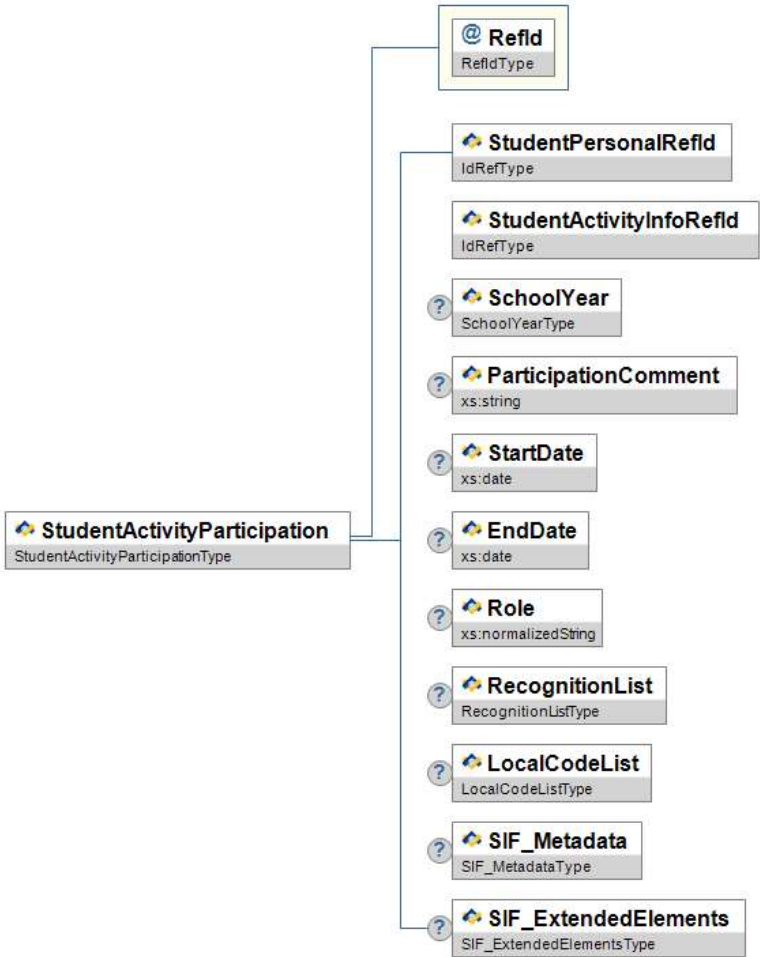 @ RefId
RefIdType
StudentPersonalRefId
IdRefType
StudentActivityInfoRefId
IdRefType
? SchoolYear
SchoolYearType
? ParticipationComment
xs:string
? StartDate
xs:date
StudentActivityParticipation
StudentActivityParticipationType
? EndDate
xs:date
? Role
xs:normalizedString
? RecognitionList
RecognitionListType
? LocalCodeList
LocalCodeListType
? SIF_Metadata
SIF_MetadataType
? SIF_ExtendedElements
SIF_ExtendedElementsType